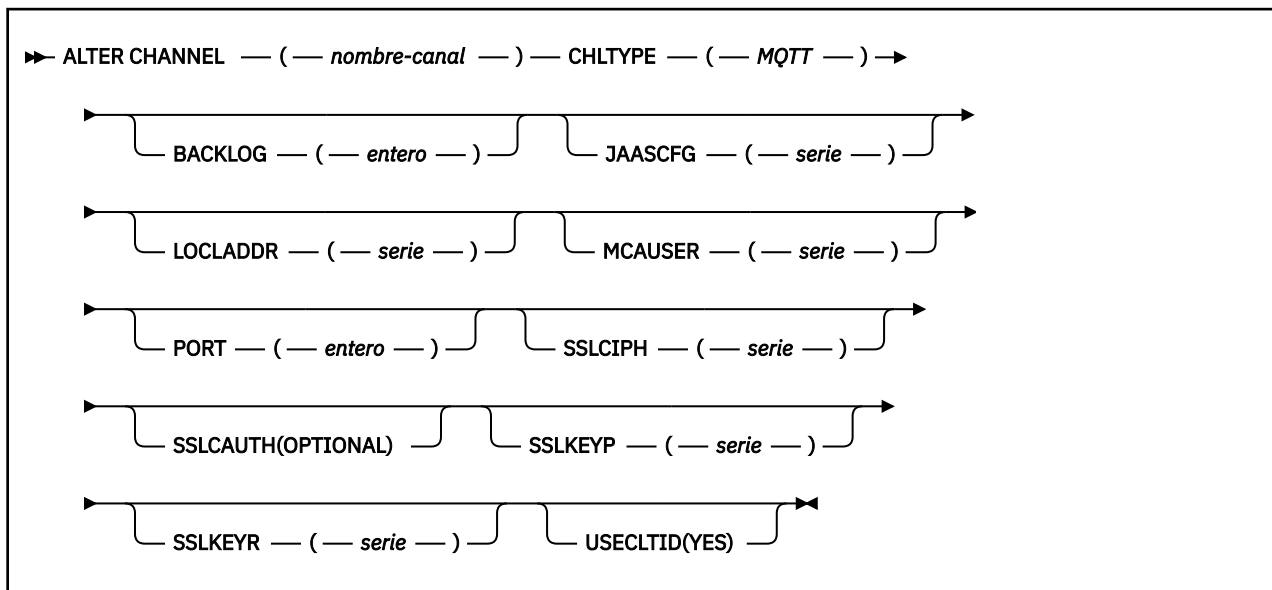 ALTER CHANNEL ( nombre-canal ) CHLTYPE ( MQTT )
BACKLOG ( entero ) JAASCFG ( serie )
LOCLADDR ( serie ) MCAUSER ( serie )
PORT ( entero ) SSLCIPH ( serie )
SSLCAUTH(OPTIONAL) SSLKEYP ( serie )
SSLKEYR ( serie ) USECLTID(YES)